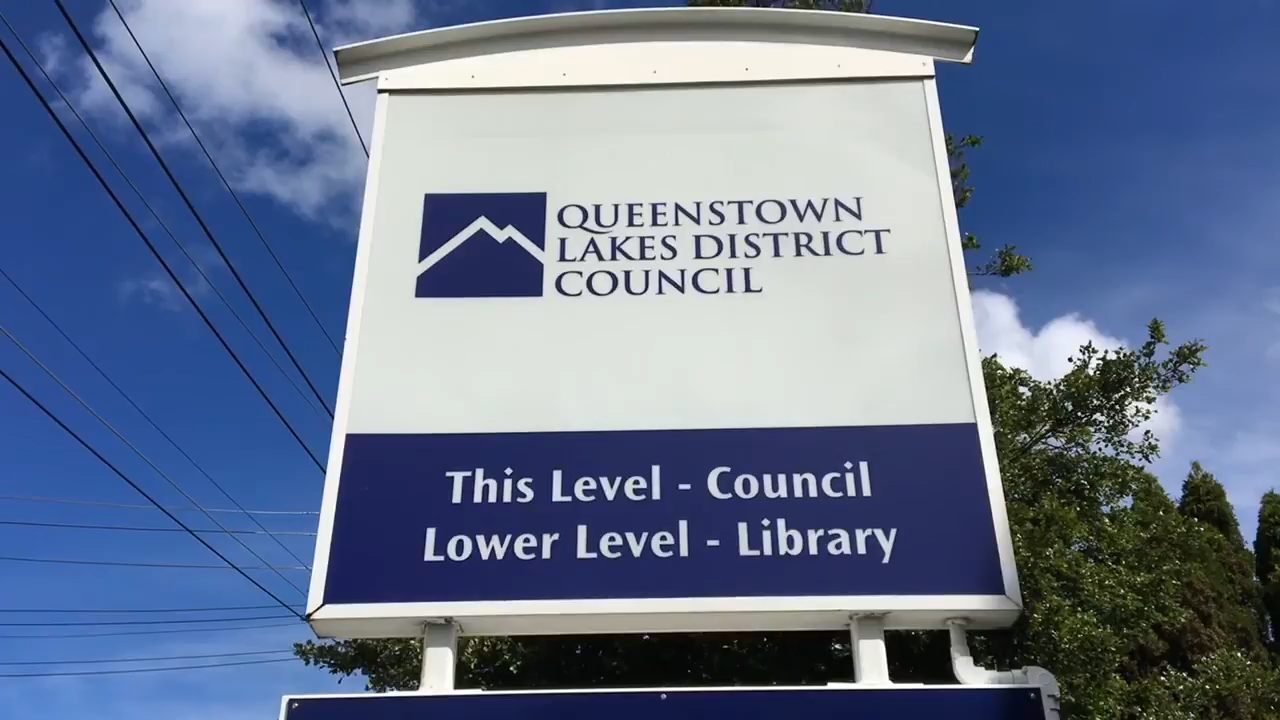 QUEENSTOWN
LAKES DISTRICT
COUNCIL
This Level - Council
Lower Level - Library